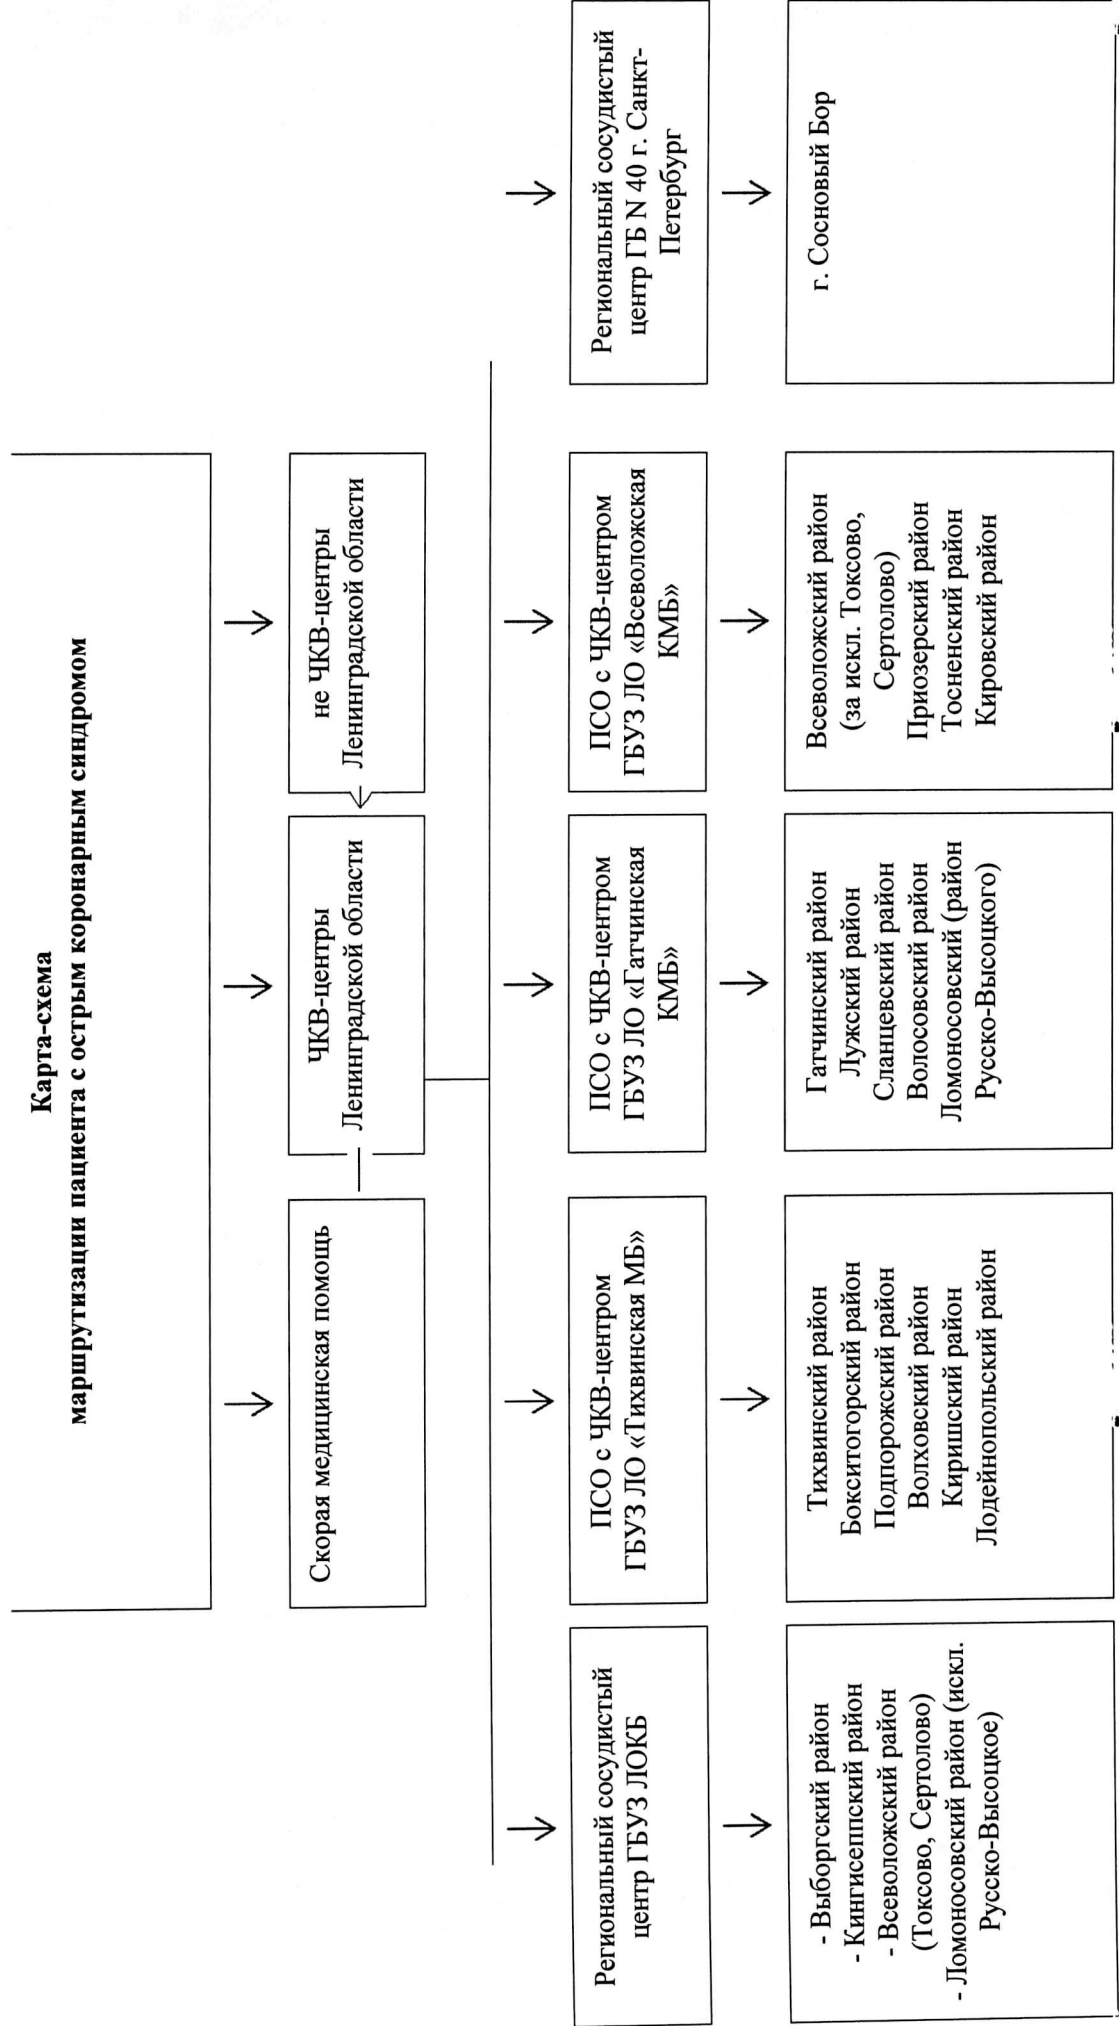 Карта-схема
маршрутизации пациента с острым коронарным синдромом
Скорая медицинская помощь
ЧКВ-центры
Ленинградской области
не ЧКВ-центры
Ленинградской области
Региональный сосудистый
центр ГБУЗ ЛОКБ
ПСО с ЧКВ-центром
ГБУЗ ЛО «Тихвинская МБ»
ПСО с ЧКВ-центром
ГБУЗ ЛО «Гатчинская
КМБ»
ПСО с ЧКВ-центром
ГБУЗ ЛО «Всеволожская
КМБ»
Региональный сосудистый
центр ГБ N 40 г. Санкт-
Петербург
- Выборгский район
- Кингисеппский район
- Всеволожский район
(Токсово, Сертолово)
- Ломоносовский район (искл.
Русско-Высоцкое)
Тихвинский район
Бокситогорский район
Подпорожский район
Волховский район
Киришский район
Лодейнопольский район
Гатчинский район
Лужский район
Сланцевский район
Волосовский район
Ломоносовский (район
Русско-Высоцкого)
Всеволожский район
(за искл. Токсово,
Сертолово)
Приозерский район
Тосненский район
Кировский район
г. Сосновый Бор